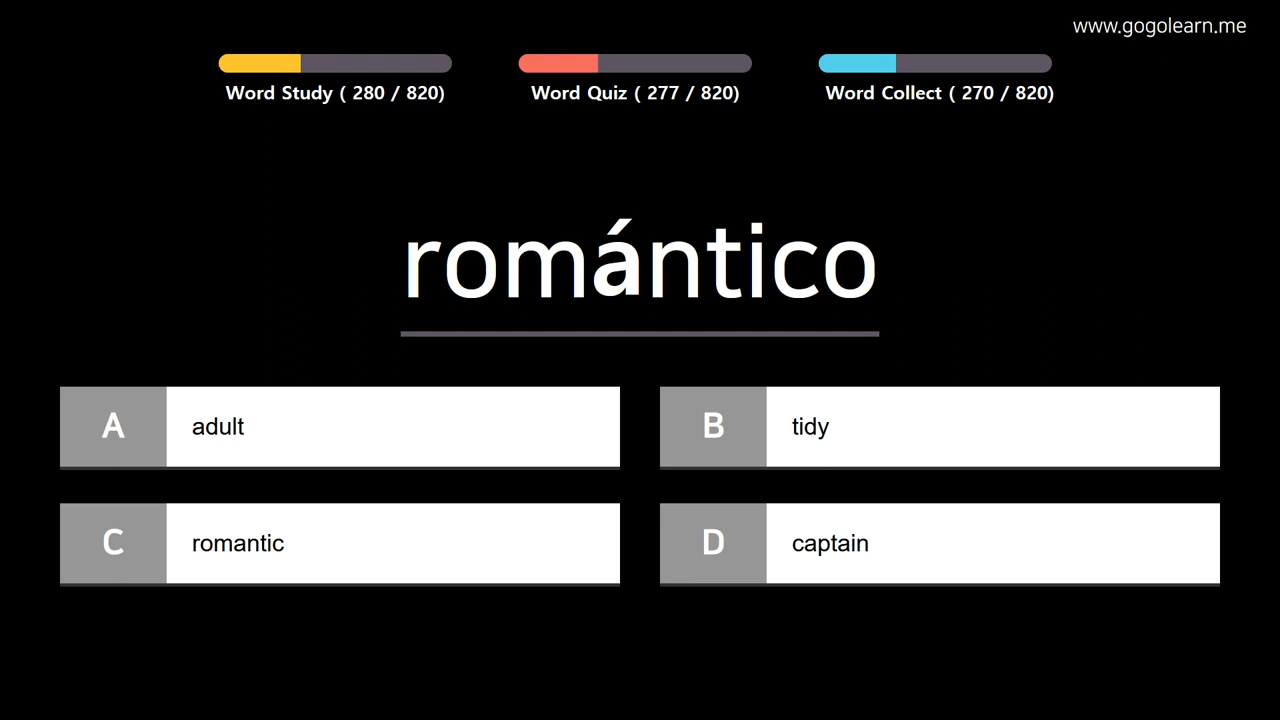 www.gogolearn.me
Word Study ( 280 / 820)
Word Quiz ( 277 / 820)
Word Collect ( 270 / 820)
romántico
A
adult
B
tidy
C
romantic
D
captain